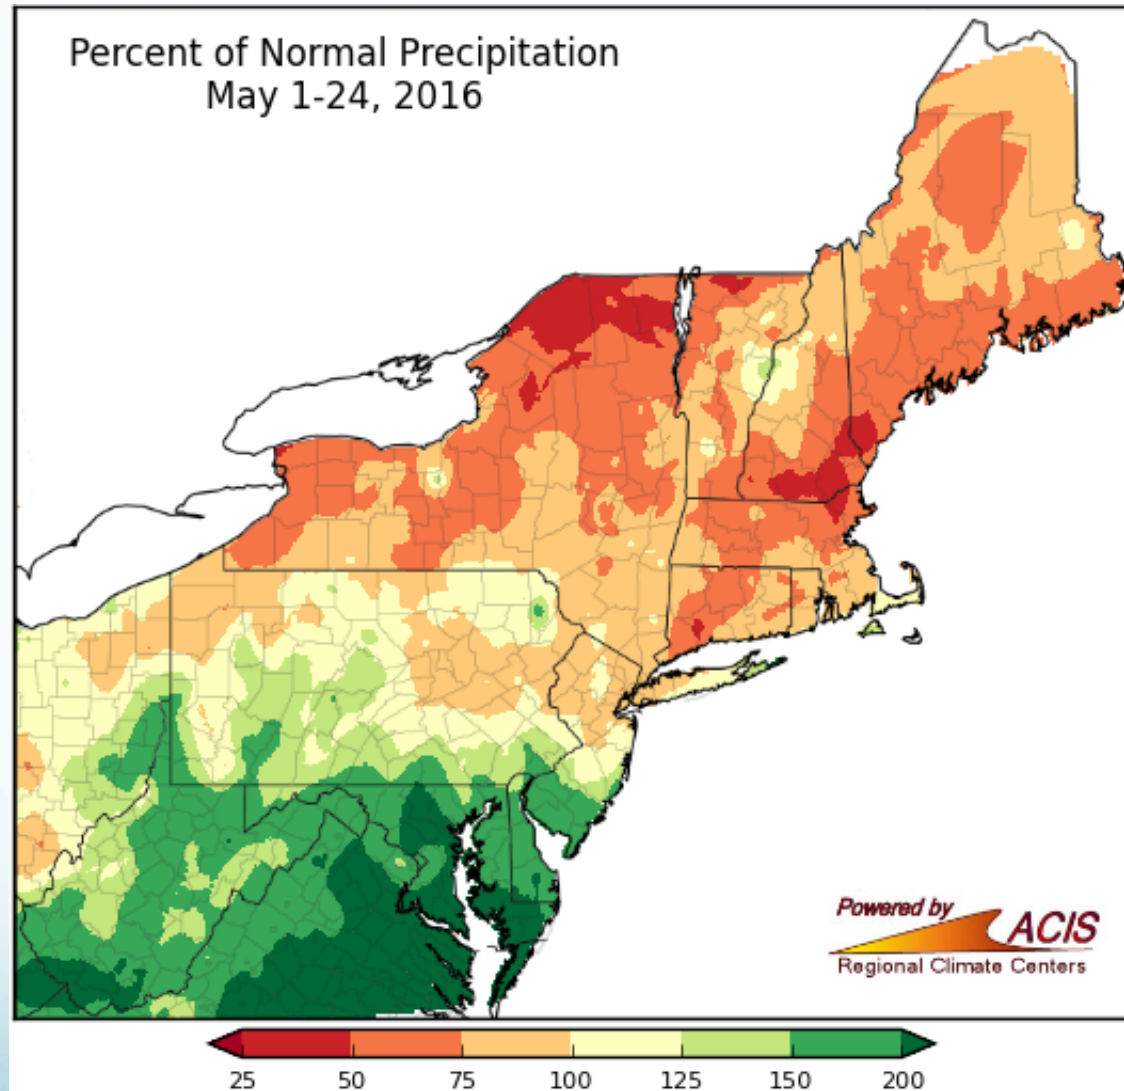 Percent of Normal Precipitation
May 1-24, 2016
Powered by
ACIS
Regional Climate Centers
25 50 75 100 125 150 200